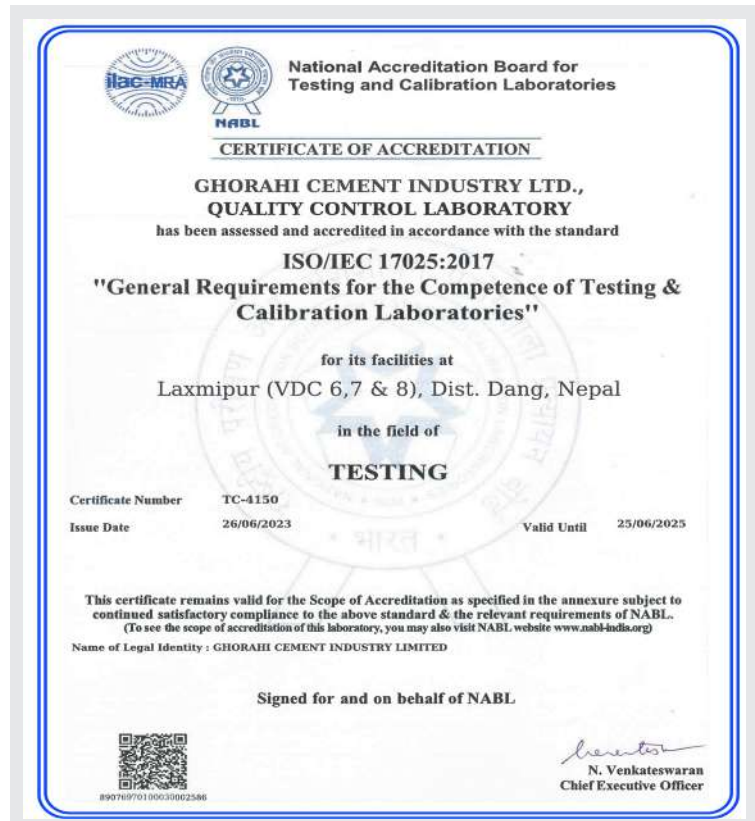 ilac-MRA
NABL
National Accreditation Board for
Testing and Calibration Laboratories
CERTIFICATE OF ACCREDITATION
GHORAHI CEMENT INDUSTRY LTD.,
QUALITY CONTROL LABORATORY
has been assessed and accredited in accordance with the standard
ISO/IEC 17025:2017
"General Requirements for the Competence of Testing &
Calibration Laboratories"
for its facilities at
Laxmipur (VDC 6,7 & 8), Dist. Dang, Nepal
in the field of
TESTING
Certificate Number TC-4150
Issue Date 26/06/2023 Valid Until 25/06/2025
भारत
This certificate remains valid for the Scope of Accreditation as specified in the annexure subject to
continued satisfactory compliance to the above standard & the relevant requirements of NABL.
(To see the scope of accreditation of this laboratory, you may also visit NABL website www.nabl-india.org)
Name of Legal Identity : GHORAHI CEMENT INDUSTRY LIMITED
Signed for and on behalf of NABL
89076970100030002586
N. Venkateswaran
Chief Executive Officer